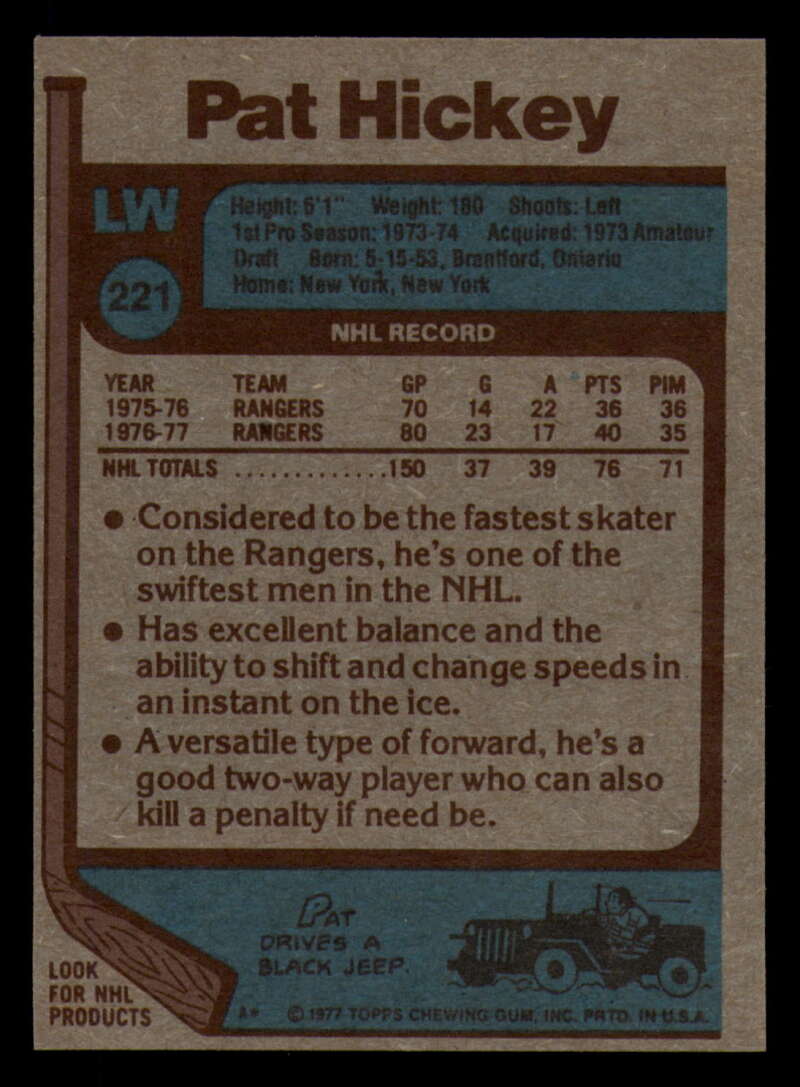 Pat Hickey
LW
Height: 6'1" Weight: 180 Shoots: Left
1st Pro Season: 1973-74 Acquired: 1973 Amateur
Draft Born: 5-15-53, Brantford, Ontario
Home: New York, New York
221
NHL RECORD
YEAR TEAM GP G A PTS PIM
1975-76 RANGERS 70 14 22 36 36
1976-77 RANGERS 80 23 17 40 35
NHL TOTALS .............150 37 39 76 71
● Considered to be the fastest skater
on the Rangers, he's one of the
swiftest men in the NHL.
● Has excellent balance and the
ability to shift and change speeds in
an instant on the ice.
● A versatile type of forward, he's a
good two-way player who can also
kill a penalty if need be.
PAT
DRIVES A
BLACK JEEP.
LOOK
FOR NHL
PRODUCTS
A* © 1977 TOPPS CHEWING GUM, INC. PRTD. IN U.S.A.